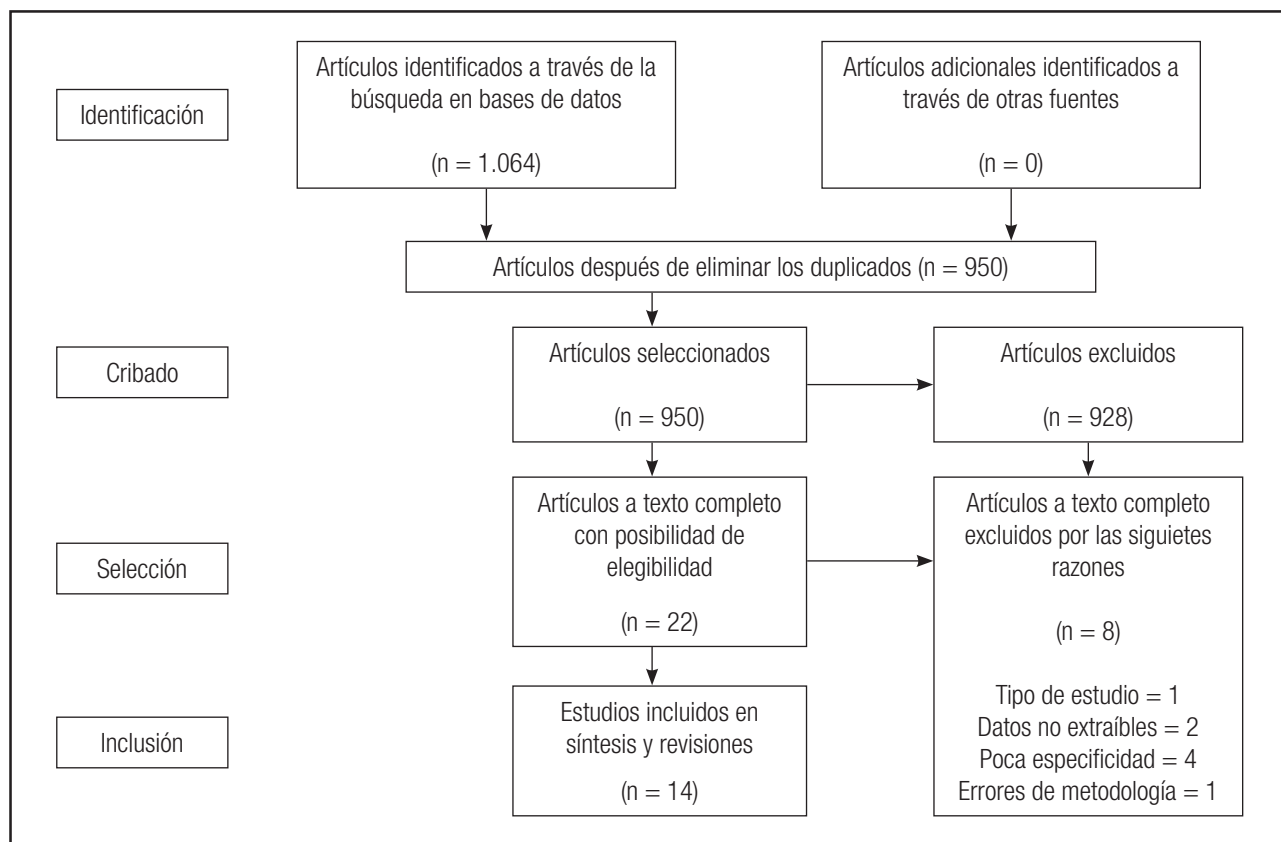 Identificación
Artículos identificados a través de la
búsqueda en bases de datos
(n = 1.064)
Artículos adicionales identificados a
través de otras fuentes
(n = 0)
Artículos después de eliminar los duplicados (n = 950)
Cribado
Artículos seleccionados
(n = 950)
Artículos excluidos
(n = 928)
Selección
Artículos a texto completo
con posibilidad de
elegibilidad
(n = 22)
Artículos a texto completo
excluidos por las siguietes
razones
(n = 8)
Tipo de estudio = 1
Datos no extraíbles = 2
Poca especificidad = 4
Errores de metodología = 1
Inclusión
Estudios incluidos en
síntesis y revisiones
(n = 14)